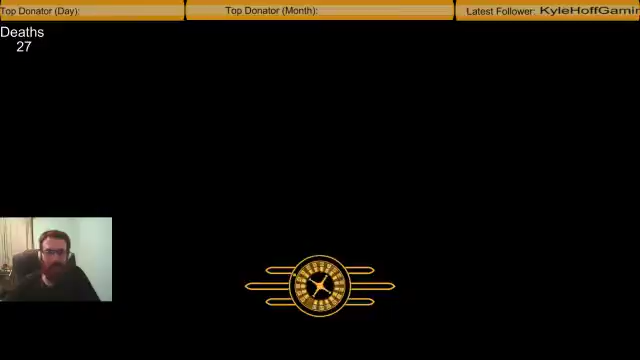 Top Donator (Day):
Top Donator (Month):
Latest Follower: KyleHoffGamin
Deaths
27